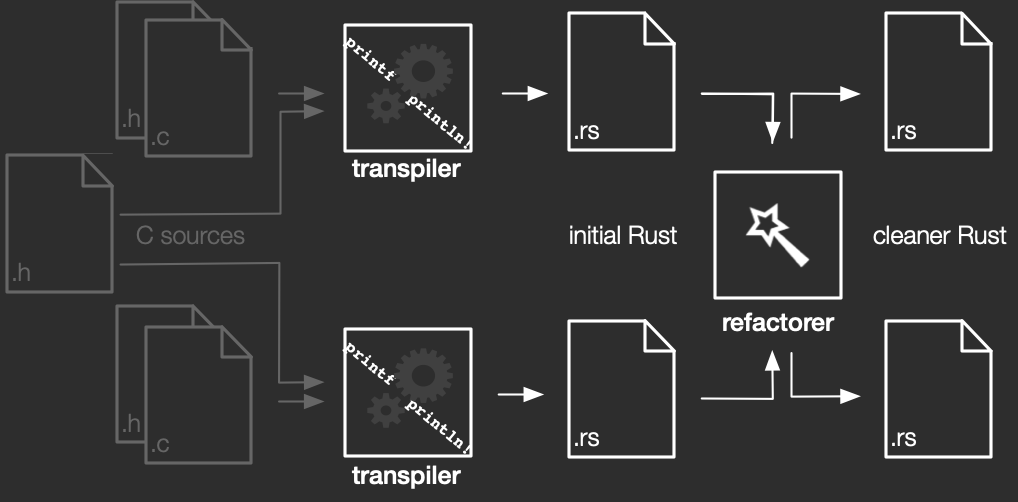 .h
.c
printf
println!
.rs
.rs
transpiler
.h
C sources
initial Rust
cleaner Rust
refactorer
.h
.c
printf
println!
.rs
.rs
transpiler